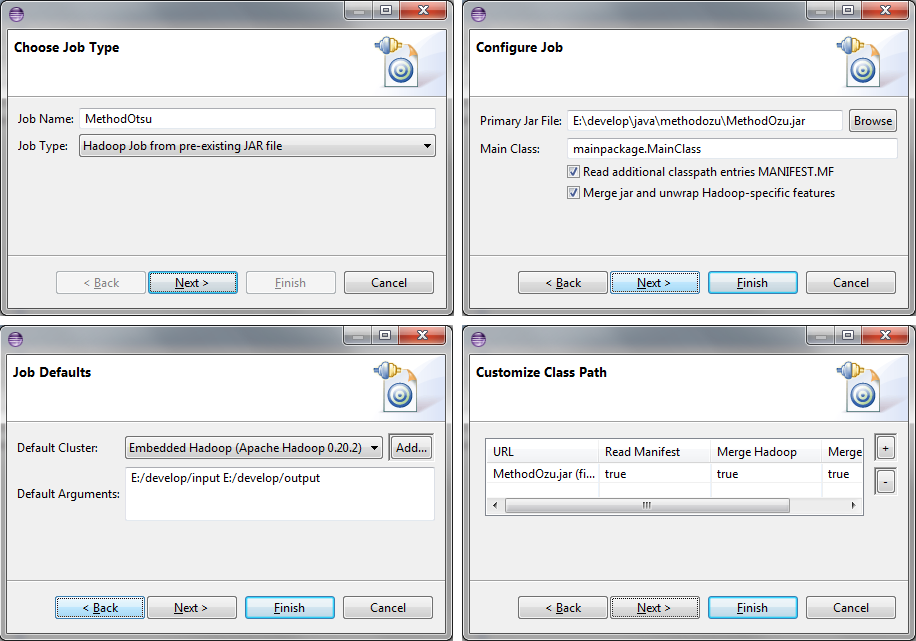 Choose Job Type
Job Name: MethodOtsu
Job Type: Hadoop Job from pre-existing JAR file
< Back Next > Finish Cancel
Configure Job
Primary Jar File: E:\develop\java\methodozu\MethodOzu.jar Browse
Main Class: mainpackage.MainClass
Read additional classpath entries MANIFEST.MF
Merge jar and unwrap Hadoop-specific features
< Back Next > Finish Cancel
Job Defaults
Default Cluster: Embedded Hadoop (Apache Hadoop 0.20.2) Add...
Default Arguments: E:/develop/input E:/develop/output
< Back Next > Finish Cancel
Customize Class Path
URL Read Manifest Merge Hadoop Merge +
MethodOzu.jar (fi... true true true -
< Back Next > Finish Cancel